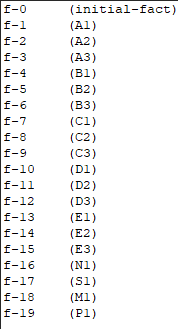 f-0     (initial-fact)
f-1     (A1)
f-2     (A2)
f-3     (A3)
f-4     (B1)
f-5     (B2)
f-6     (B3)
f-7     (C1)
f-8     (C2)
f-9     (C3)
f-10    (D1)
f-11    (D2)
f-12    (D3)
f-13    (E1)
f-14    (E2)
f-15    (E3)
f-16    (N1)
f-17    (S1)
f-18    (M1)
f-19    (P1)